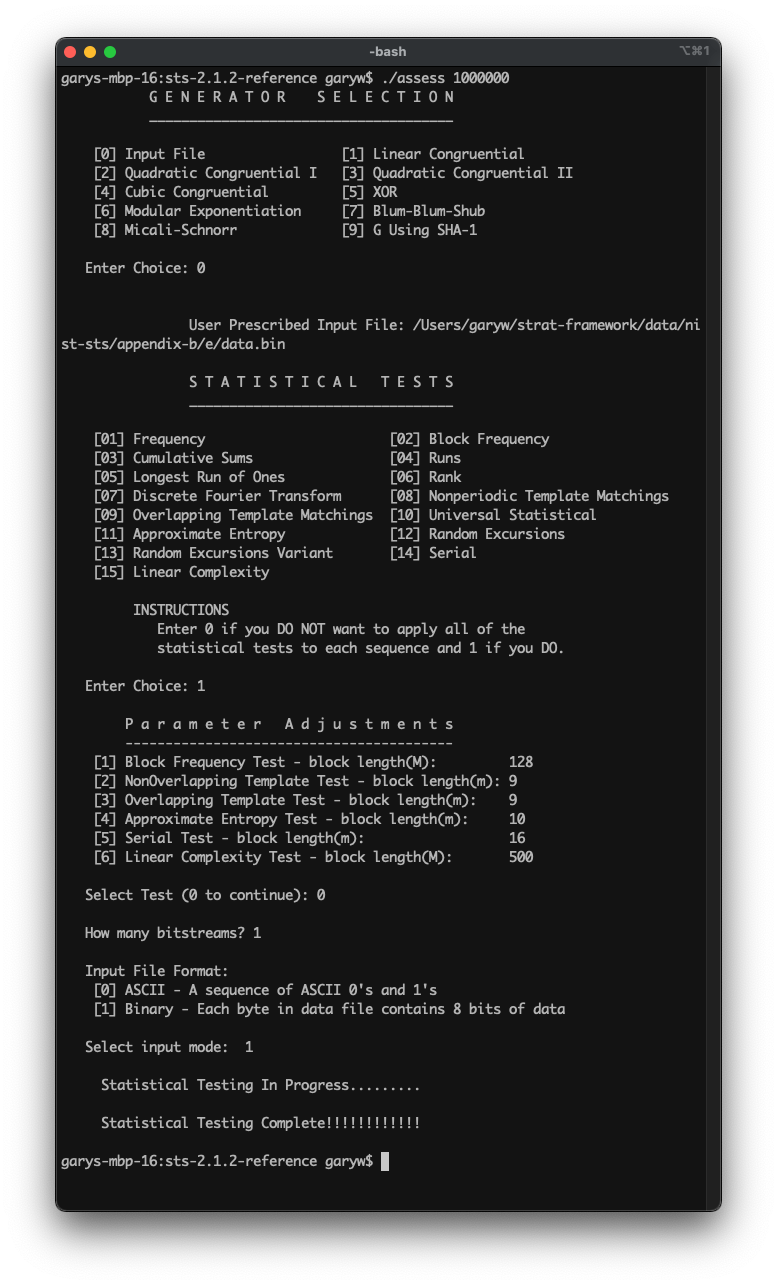 -bash
⌥⌘1
garys-mbp-16:sts-2.1.2-reference garyw$ ./assess 1000000
G E N E R A T O R    S E L E C T I O N
______________________________________
[0] Input File                 [1] Linear Congruential
[2] Quadratic Congruential I   [3] Quadratic Congruential II
[4] Cubic Congruential         [5] XOR
[6] Modular Exponentiation     [7] Blum-Blum-Shub
[8] Micali-Schnorr             [9] G Using SHA-1
Enter Choice: 0
User Prescribed Input File: /Users/garyw/strat-framework/data/ni
st-sts/appendix-b/e/data.bin
S T A T I S T I C A L   T E S T S
_________________________________
[01] Frequency                       [02] Block Frequency
[03] Cumulative Sums                 [04] Runs
[05] Longest Run of Ones             [06] Rank
[07] Discrete Fourier Transform      [08] Nonperiodic Template Matchings
[09] Overlapping Template Matchings  [10] Universal Statistical
[11] Approximate Entropy             [12] Random Excursions
[13] Random Excursions Variant       [14] Serial
[15] Linear Complexity
INSTRUCTIONS
Enter 0 if you DO NOT want to apply all of the
statistical tests to each sequence and 1 if you DO.
Enter Choice: 1
P a r a m e t e r   A d j u s t m e n t s
-----------------------------------------
[1] Block Frequency Test - block length(M):         128
[2] NonOverlapping Template Test - block length(m): 9
[3] Overlapping Template Test - block length(m):    9
[4] Approximate Entropy Test - block length(m):     10
[5] Serial Test - block length(m):                  16
[6] Linear Complexity Test - block length(M):       500
Select Test (0 to continue): 0
How many bitstreams? 1
Input File Format:
[0] ASCII - A sequence of ASCII 0's and 1's
[1] Binary - Each byte in data file contains 8 bits of data
Select input mode:  1
Statistical Testing In Progress.........
Statistical Testing Complete!!!!!!!!!!!!
garys-mbp-16:sts-2.1.2-reference garyw$